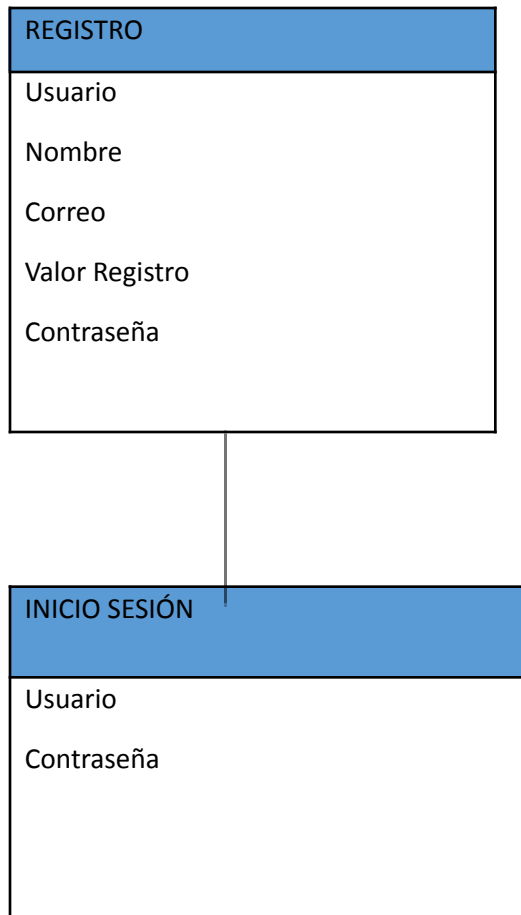 REGISTRO
Usuario
Nombre
Correo
Valor Registro
Contraseña
INICIO SESIÓN
Usuario
Contraseña